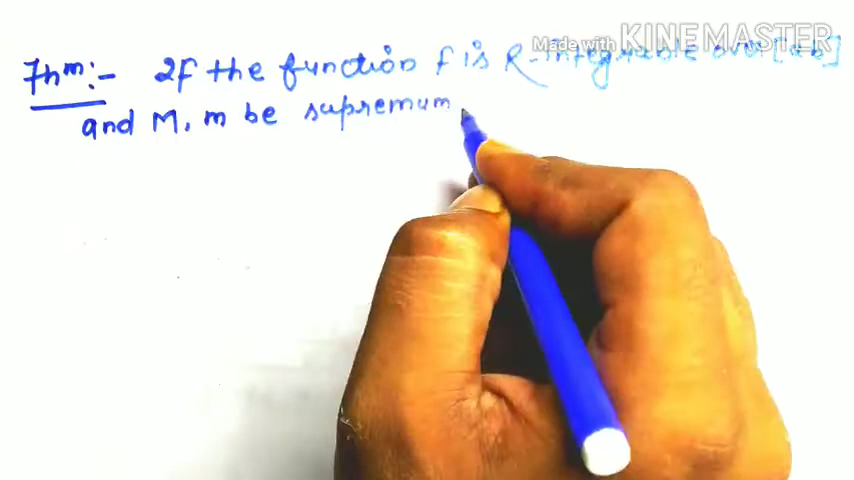 Made with KINEMASTER
Thm:- If the function f is R-integrable over [a,b]
and M, m be supremum